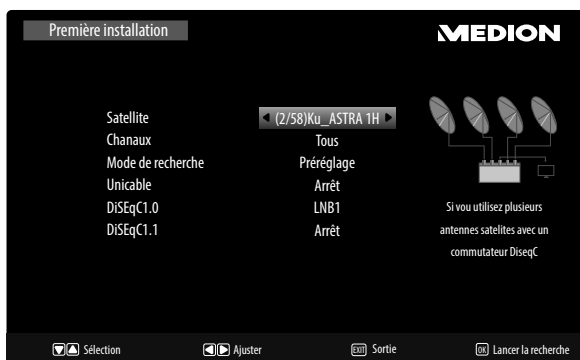 Première installation
MEDION
Satellite
(2/58)Ku_ASTRA 1H
Chanaux
Tous
Mode de recherche
Préréglage
Unicable
Arrêt
DiSEqC1.0
LNB1
DiSEqC1.1
Arrêt
Si vou utilisez plusieurs
antennes satelites avec un
commutateur DiseqC
Sélection
Ajuster
EXIT Sortie
OK Lancer la recherche